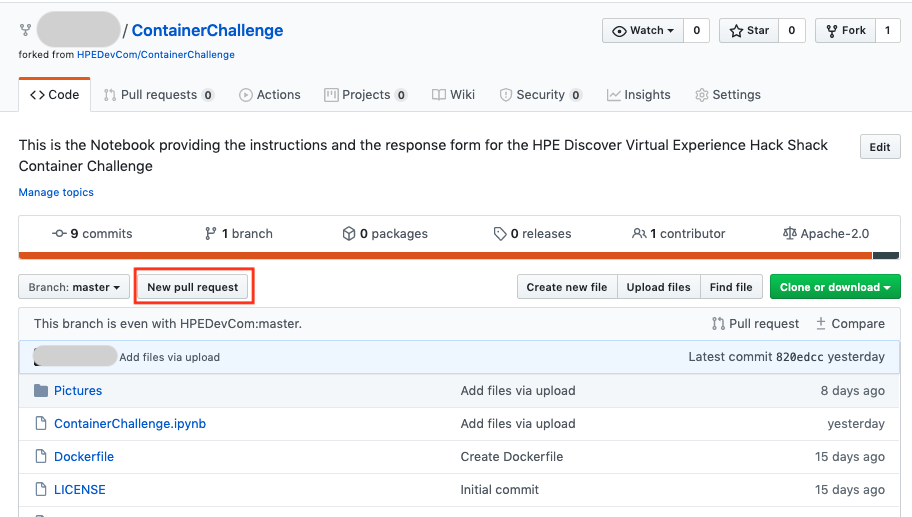 / ContainerChallenge
Watch 0 Star 0 Fork 1
forked from HPEDevCom/ContainerChallenge
Code Pull requests 0 Actions Projects 0 Wiki Security 0 Insights Settings
This is the Notebook providing the instructions and the response form for the HPE Discover Virtual Experience Hack Shack
Container Challenge
Edit
Manage topics
9 commits 1 branch 0 packages 0 releases 1 contributor Apache-2.0
Branch: master New pull request Create new file Upload files Find file Clone or download
This branch is even with HPEDevCom:master. Pull request Compare
Add files via upload Latest commit 820edcc yesterday
Pictures Add files via upload 8 days ago
ContainerChallenge.ipynb Add files via upload yesterday
Dockerfile Create Dockerfile 15 days ago
LICENSE Initial commit 15 days ago